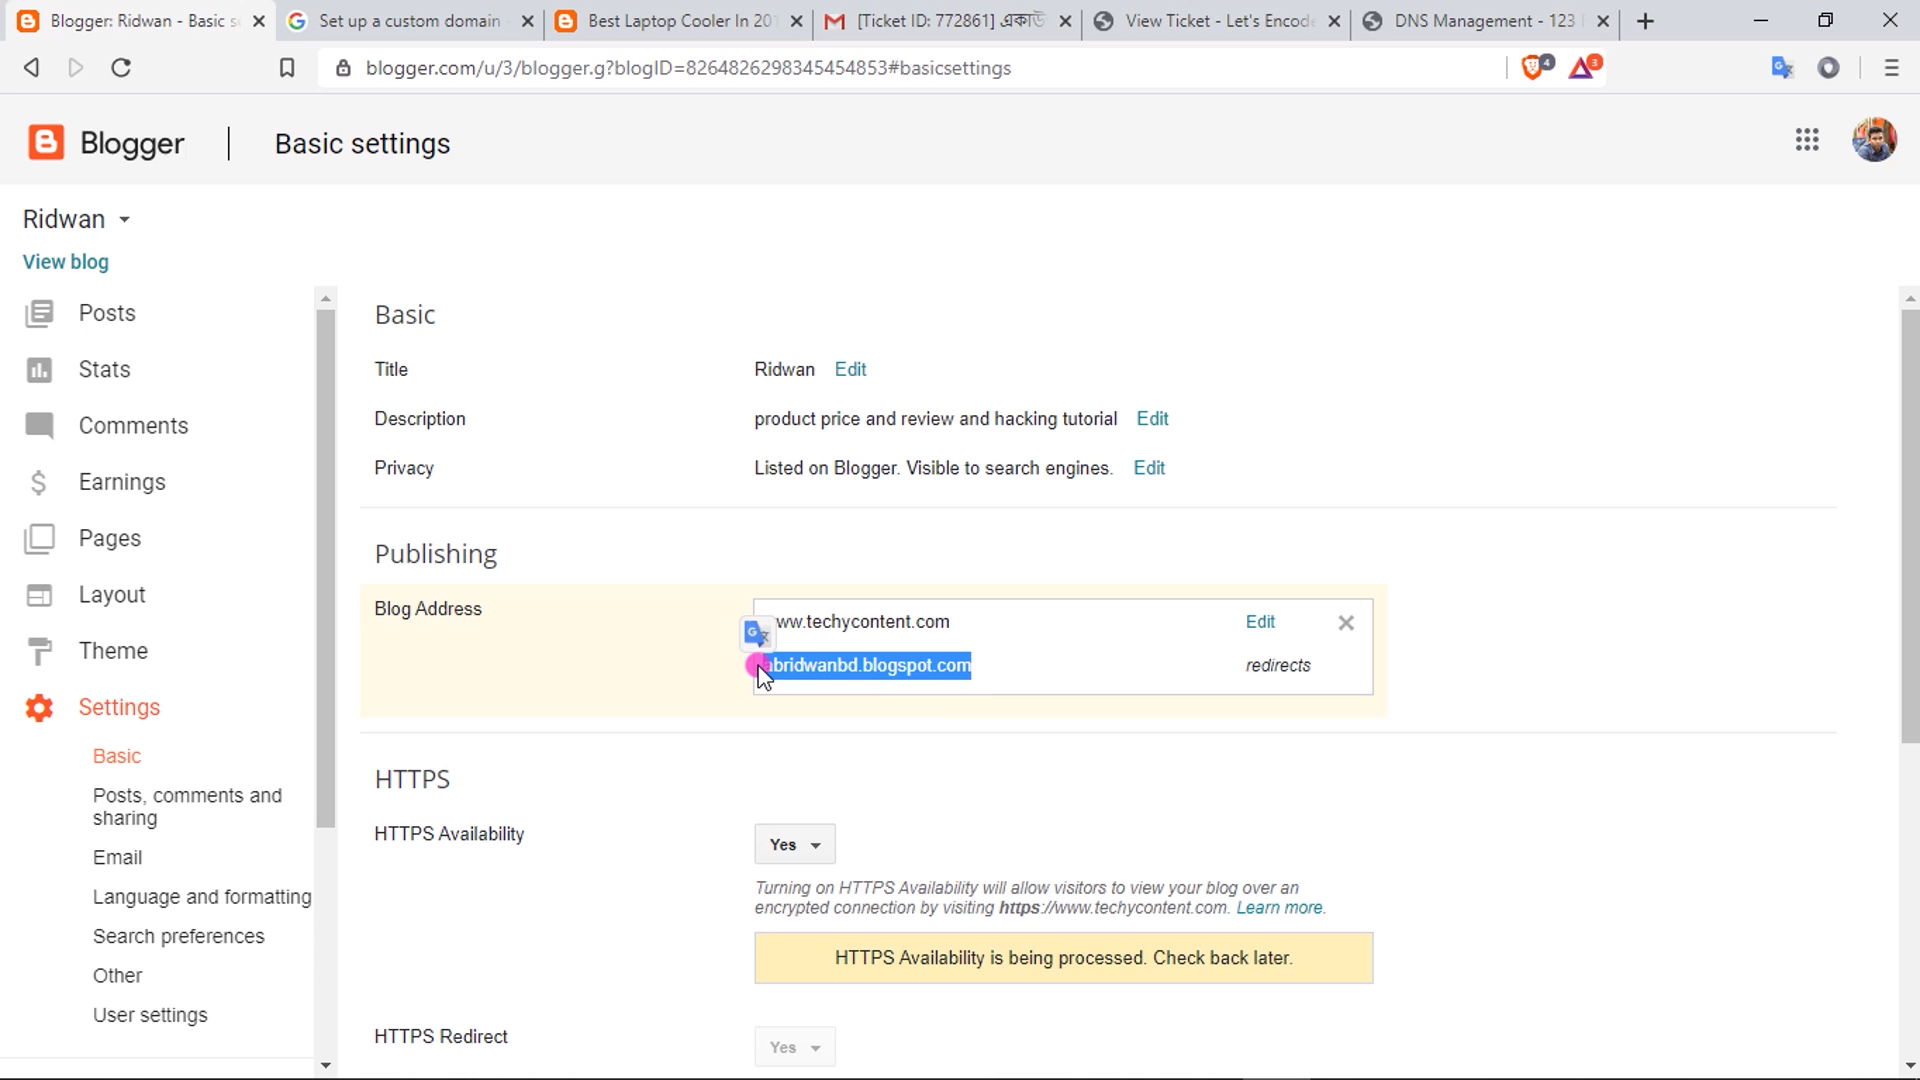 Blogger: Ridwan - Basic s
Set up a custom domain
Best Laptop Cooler In 201
[Ticket ID: 772861] একাউ
View Ticket - Let's Encode
DNS Management - 123
blogger.com/u/3/blogger.g?blogID=8264826298345454853#basicsettings
4
3
Blogger
Basic settings
Ridwan
View blog
Posts
Stats
Comments
Earnings
Pages
Layout
Theme
Settings
Basic
Posts, comments and
sharing
Email
Language and formatting
Search preferences
Other
User settings
Basic
Title
Ridwan Edit
Description
product price and review and hacking tutorial Edit
Privacy
Listed on Blogger. Visible to search engines. Edit
Publishing
Blog Address
ww.techycontent.com
Edit
abridwanbd.blogspot.com
redirects
HTTPS
HTTPS Availability
Yes
Turning on HTTPS Availability will allow visitors to view your blog over an
encrypted connection by visiting https://www.techycontent.com. Learn more.
HTTPS Availability is being processed. Check back later.
HTTPS Redirect
Yes